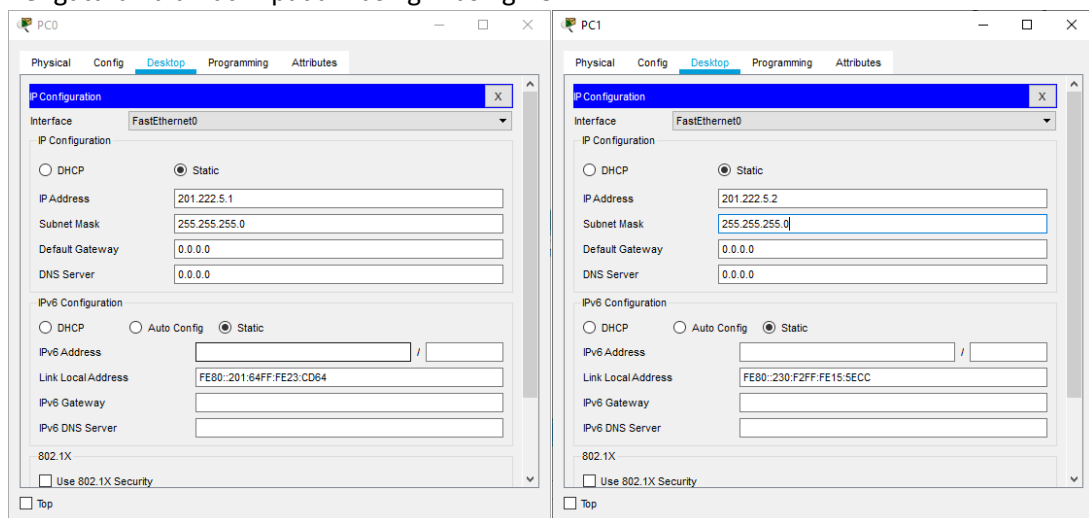 PC0
Physical Config Desktop Programming Attributes
IP Configuration X
Interface FastEthernet0
IP Configuration
DHCP Static
IP Address 201.222.5.1
Subnet Mask 255.255.255.0
Default Gateway 0.0.0.0
DNS Server 0.0.0.0
IPv6 Configuration
DHCP Auto Config Static
IPv6 Address /
Link Local Address FE80::201:64FF:FE23:CD64
IPv6 Gateway
IPv6 DNS Server
802.1X
Use 802.1X Security
Top
PC1
Physical Config Desktop Programming Attributes
IP Configuration X
Interface FastEthernet0
IP Configuration
DHCP Static
IP Address 201.222.5.2
Subnet Mask 255.255.255.0
Default Gateway 0.0.0.0
DNS Server 0.0.0.0
IPv6 Configuration
DHCP Auto Config Static
IPv6 Address /
Link Local Address FE80::230:F2FF:FE15:5ECC
IPv6 Gateway
IPv6 DNS Server
802.1X
Use 802.1X Security
Top